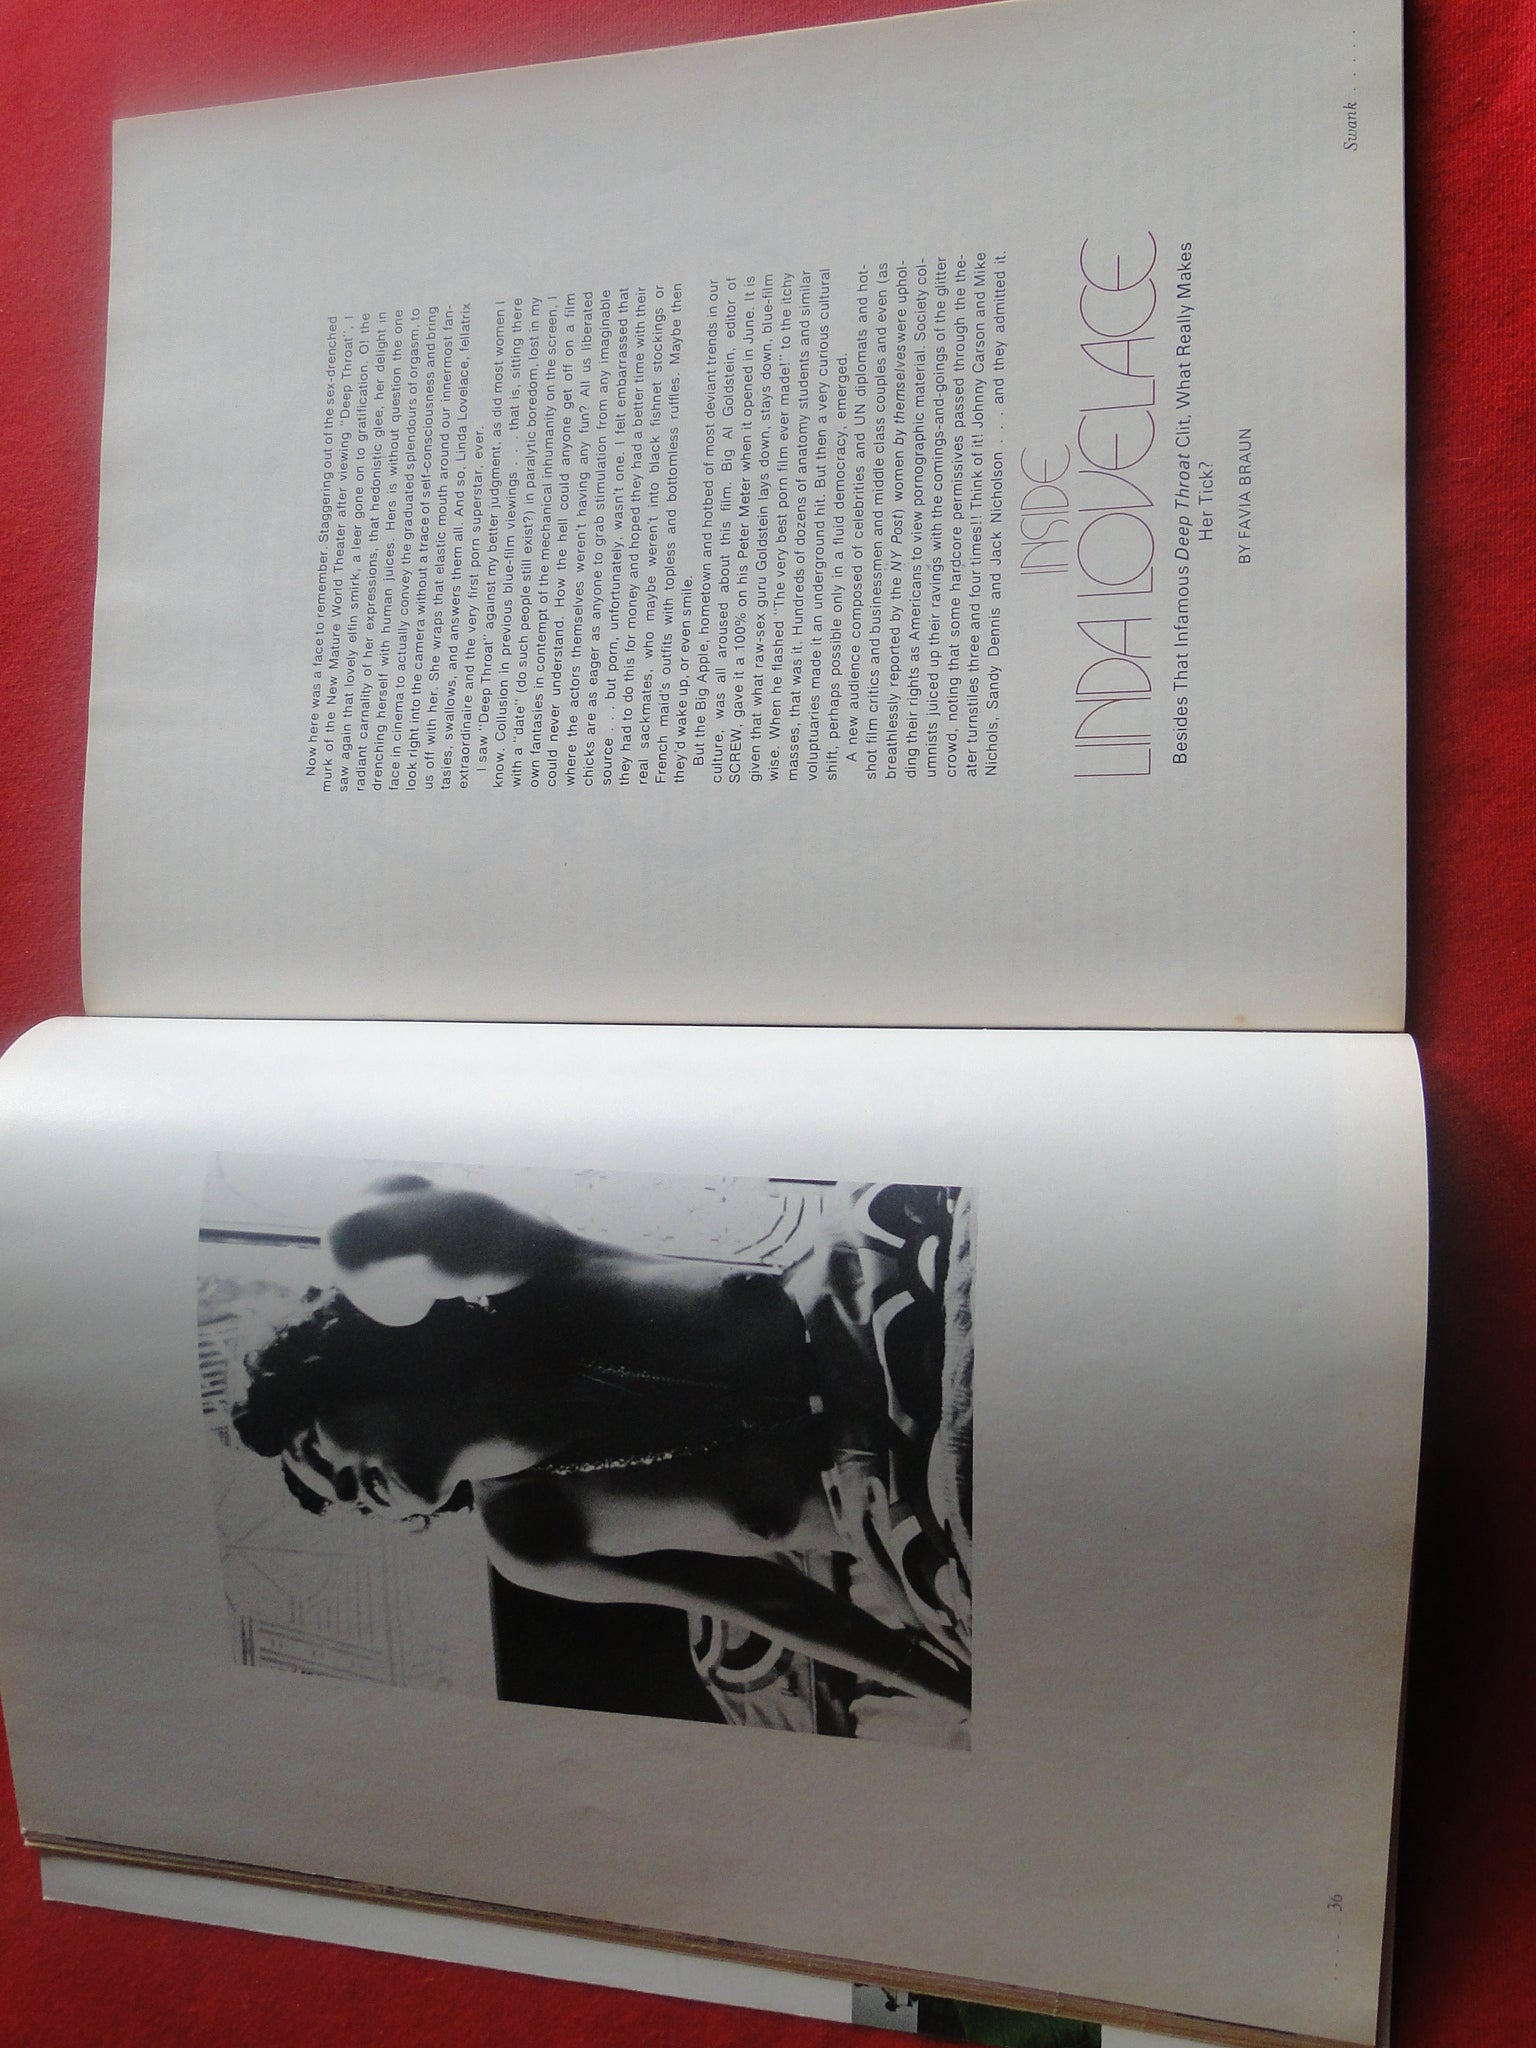 Now here was a face to remember. Staggering out of the sex-drenched
murk of the New Mature World Theater after viewing "Deep Throat", I
saw again that lovely elfin smirk, a leer gone on to gratification. O! the
radiant carnality of her expressions, that hedonistic glee, her delight in
drenching herself with human juices. Hers is without question the one
face in cinema to actually convey the graduated splendours of orgasm, to
look right into the camera without a trace of self-consciousness and bring
us off with her. She wraps that elastic mouth around our innermost fan-
tasies, swallows, and answers them all. And so, Linda Lovelace, fellatrix
extraordinaire and the very first porn superstar, ever.
I saw "Deep Throat" against my better judgment, as did most women I
know. Collusion in previous blue-film viewings . . . that is, sitting there
with a "date" (do such people still exist?) in paralytic boredom, lost in my
own fantasies in contempt of the mechanical inhumanity on the screen, I
could never understand. How the hell could anyone get off on a film
where the actors themselves weren't having any fun? All us liberated
chicks are as eager as anyone to grab stimulation from any imaginable
source . . . but porn, unfortunately, wasn't one. I felt embarrassed that
they had to do this for money and hoped they had a better time with their
real sackmates, who maybe weren't into black fishnet stockings or
French maid's outfits with topless and bottomless ruffles. Maybe then
they'd wake up, or even smile.
But the Big Apple, hometown and hotbed of most deviant trends in our
culture, was all aroused about this film. Big Al Goldstein, editor of
SCREW, gave it a 100% on his Peter Meter when it opened in June. It is
given that what raw-sex guru Goldstein lays down, stays down, blue-film
wise. When he flashed "The very best porn film ever made!" to the itchy
masses, that was it. Hundreds of dozens of anatomy students and similar
voluptuaries made it an underground hit. But then a very curious cultural
shift, perhaps possible only in a fluid democracy, emerged.
A new audience composed of celebrities and UN diplomats and hot-
shot film critics and businessmen and middle class couples and even (as
breathlessly reported by the NY Post) women by themselves were uphol-
ding their rights as Americans to view pornographic material. Society col-
umnists juiced up their ravings with the comings-and-goings of the glitter
crowd, noting that some hardcore permissives passed through the the-
ater turnstiles three and four times!! Think of it! Johnny Carson and Mike
Nichols, Sandy Dennis and Jack Nicholson . . . . and they admitted it.
INSIDE
LINDA LOVELACE
Besides That Infamous Deep Throat Clit, What Really Makes
Her Tick?
BY FAVIA BRAUN
36
Swank